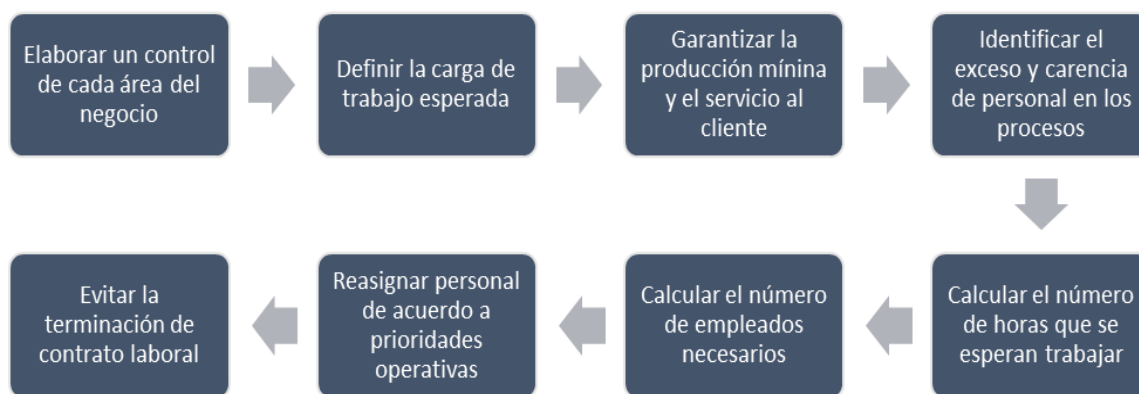 Elaborar un control
de cada área del
negocio
Definir la carga de
trabajo esperada
Garantizar la
producción mínina
y el servicio al
cliente
Identificar el
exceso y carencia
de personal en los
procesos
Calcular el número
de horas que se
esperan trabajar
Calcular el número
de empleados
necesarios
Reasignar personal
de acuerdo a
prioridades
operativas
Evitar la
terminación de
contrato laboral